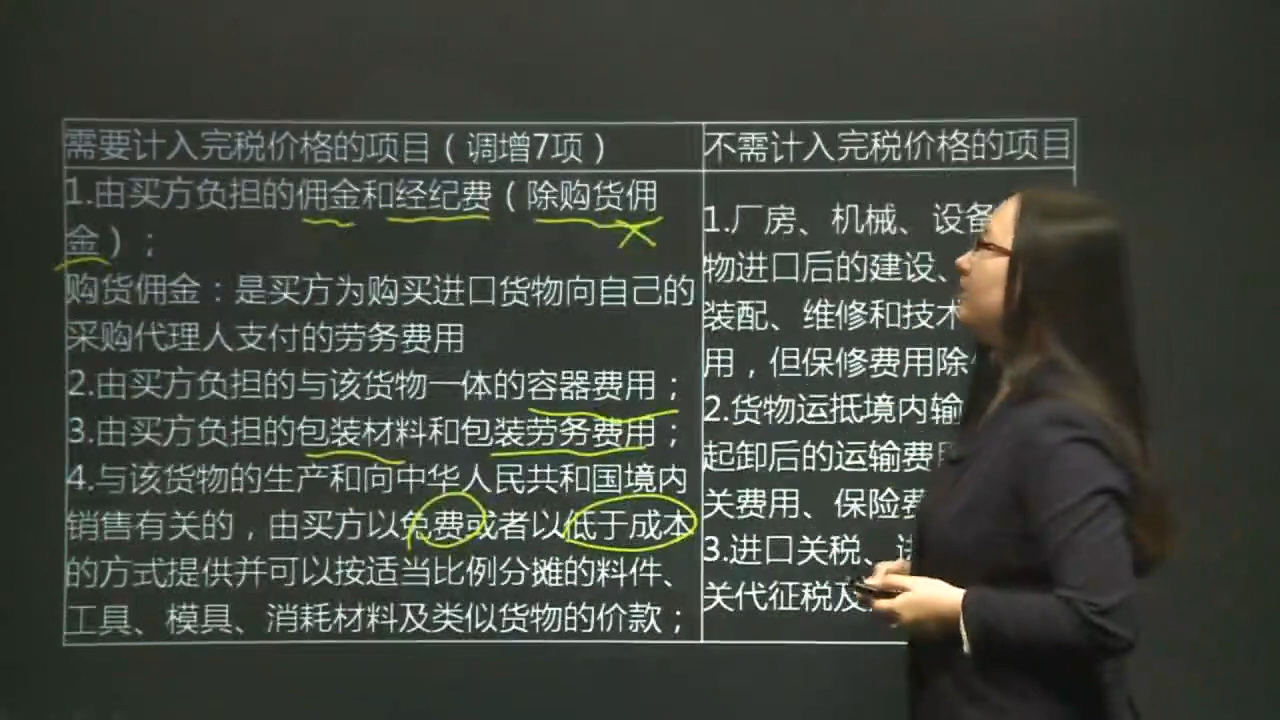 需要计入完税价格的项目（调增7项）
1.由买方负担的佣金和经纪费（除购货佣
金）；
购货佣金：是买方为购买进口货物向自己的
采购代理人支付的劳务费用
2.由买方负担的与该货物一体的容器费用；
3.由买方负担的包装材料和包装劳务费用；
4.与该货物的生产和向中华人民共和国境内
销售有关的，由买方以免费或者以低于成本
的方式提供并可以按适当比例分摊的料件、
工具、模具、消耗材料及类似货物的价款；
不需计入完税价格的项目
1.厂房、机械、设备
物进口后的建设、
装配、维修和技术
用，但保修费用除
2.货物运抵境内输
起卸后的运输费
关费用、保险费
3.进口关税、
关代征税及